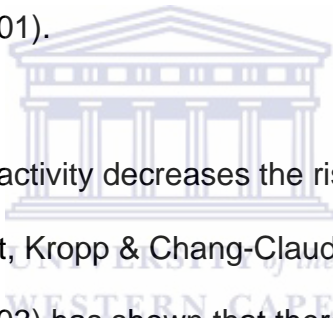 01).
activity decreases the ris
t, Kropp & Chang-Claud
UNIVERSITY of the
WESTERN CAPE
03) has shown that ther